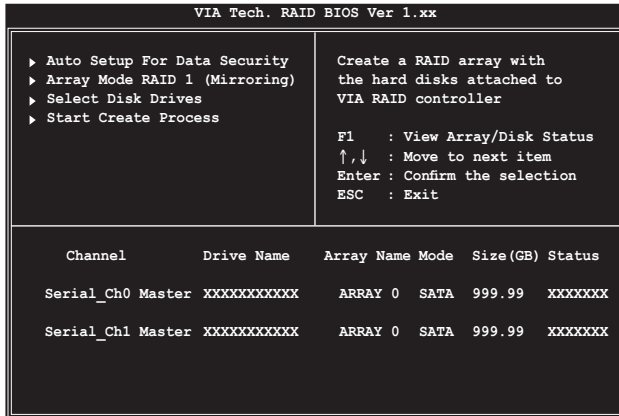 VIA Tech. RAID BIOS Ver 1.xx
Auto Setup For Data Security
Array Mode RAID 1 (Mirroring)
Select Disk Drives
Start Create Process
Create a RAID array with
the hard disks attached to
VIA RAID controller
F1 : View Array/Disk Status
↑,↓ : Move to next item
Enter : Confirm the selection
ESC : Exit
Channel Drive Name Array Name Mode Size(GB) Status
Serial_Ch0 Master XXXXXXXXXXX ARRAY 0 SATA 999.99 XXXXXXX
Serial_Ch1 Master XXXXXXXXXXX ARRAY 0 SATA 999.99 XXXXXXX